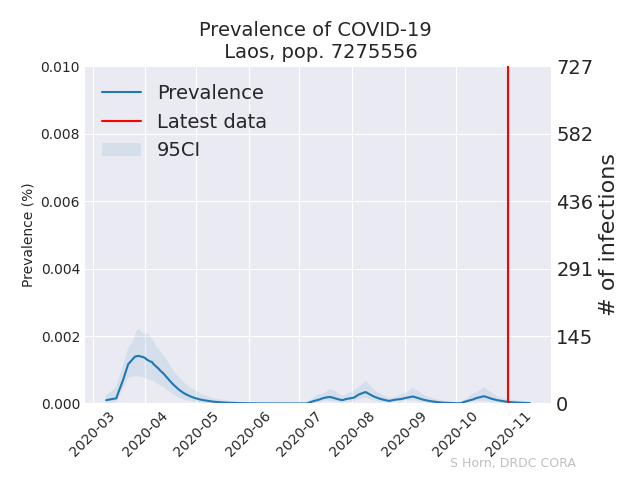 Prevalence of COVID-19
Laos, pop. 7275556
Prevalence
Latest data
95CI
0.010
0.008
0.006
0.004
0.002
0.000
Prevalence (%)
727
582
436
291
145
0
# of infections
2020-03
2020-04
2020-05
2020-06
2020-07
2020-08
2020-09
2020-10
2020-11
S Horn, DRDC CORA